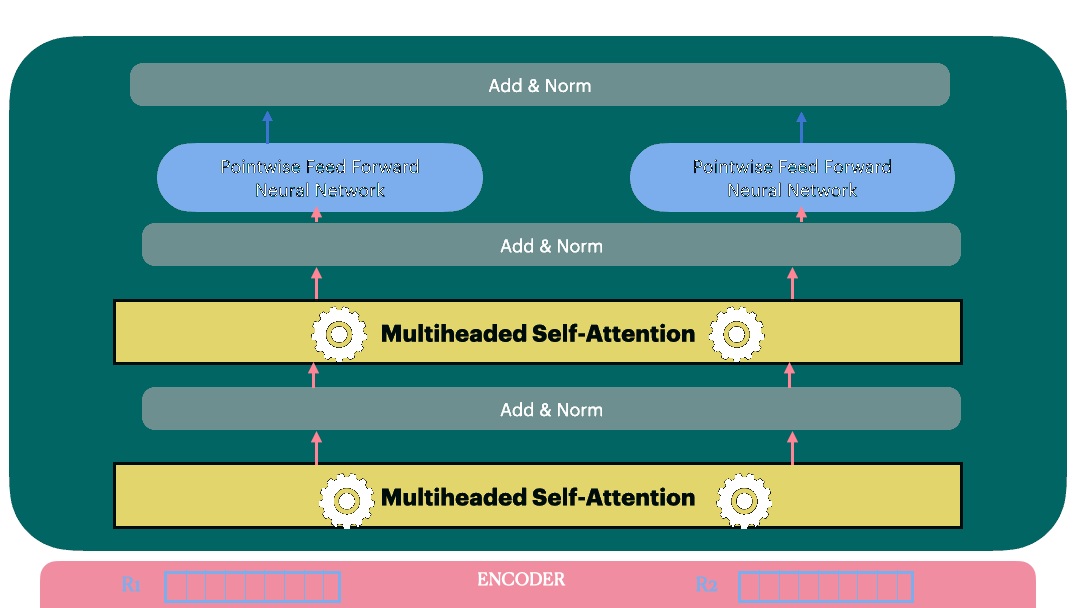 Add & Norm
Pointwise Feed Forward
Neural Network
Pointwise Feed Forward
Neural Network
Add & Norm
Multiheaded Self-Attention
Add & Norm
Multiheaded Self-Attention
R1
ENCODER
R2